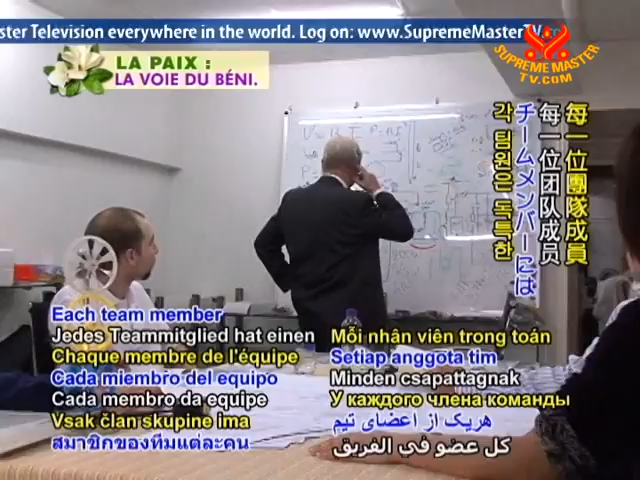 ster Television everywhere in the world. Log on: www.SupremeMasterTV.c
SUPREME MASTER
TV.COM
LA PAIX :
LA VOIE DU BÉNI.
每一位團隊成員
每一位团队成员
チームメンバーには
각 팀원은 독특한
Each team member
Jedes Teammitglied hat einen
Chaque membre de l'équipe
Cada miembro del equipo
Cada membro da equipe
Vsak član skupine ima
สมาชิกของทีมแต่ละคน
Mỗi nhân viên trong toán
Setiap anggota tim
Minden csapattagnak
У каждого члена команды
هریک از اعضای تیم
كل عضو في الفريق